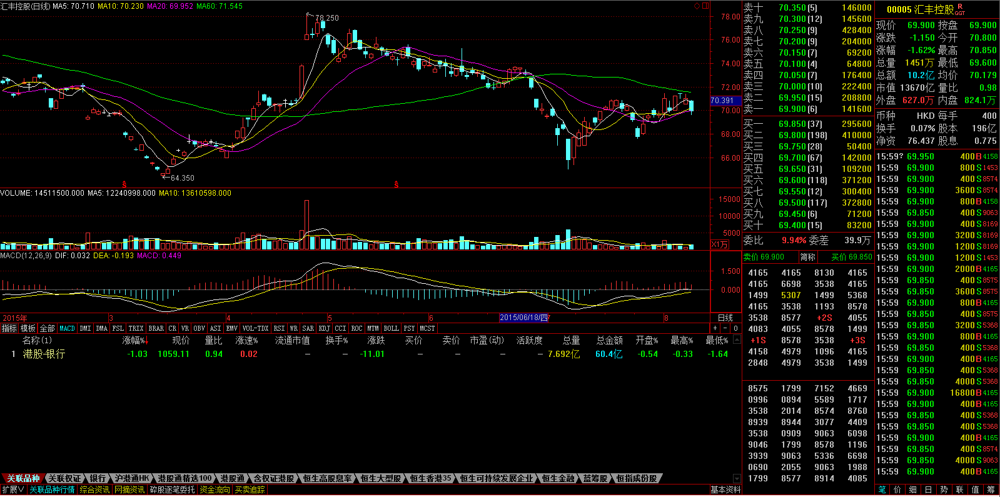 汇丰控股(日线) MA5: 70.710 MA10: 70.230 MA20: 69.952 MA60: 71.545
78.250
64.350
78.00
76.00
74.00
72.00
70.391
70.00
68.00
66.00
VOLUME: 14511500.000 MA5: 12240998.000 MA10: 13610598.000
15000
10000
5000
X1万
MACD(12,26,9) DIF: 0.032 DEA: -0.193 MACD: 0.449
1.500
0.000
2015年 3 4 5 6 2015/06/18/四 7 8 日线
指标 模板 全部 MACD DMI DMA FSL TRIX BRAR CR VR OBV ASI EMV VOL-TDX RSI WR SAR KDJ CCI ROC MTM BOLL PSY MCST + - 0
名称(1) 涨幅%↓ 现价 量比 涨速% 流通市值 换手% 涨跌 买价 卖价 市盈(动) 活跃度 总量 总金额 开盘% 最高% 最低%
1 港股-银行 -1.03 1059.11 0.94 0.02 — — -11.01 — — — — 7.692亿 60.4亿 -0.54 -0.33 -1.64
关联品种 关联权证 银行 沪港通HK 港股通精选100 港股通 含权证港股 恒生高股息率 恒生大型股 恒生香港35 恒生可持续发展企业 恒生金融 蓝筹股 恒指成份股
扩展∨ 关联品种行情 综合资讯 网摘资讯 碎股逐笔委托 资金流向 买卖追踪 基本资料
卖十 70.350(5) 146000
卖九 70.300(12) 145600
卖八 70.250(9) 428400
卖七 70.200(9) 204000
卖六 70.150(7) 69200
卖五 70.100(4) 64800
卖四 70.050(7) 176400
卖三 70.000(10) 222400
卖二 69.950(15) 208800
卖一 69.900(6) 141600
买一 69.850(37) 295600
买二 69.800(198) 410000
买三 69.750(28) 50400
买四 69.700(67) 142000
买五 69.650(31) 109200
买六 69.600(118) 371200
买七 69.550(12) 300400
买八 69.500(117) 372800
买九 69.450(6) 71200
买十 69.400(15) 83200
委比 9.94% 委差 39.9万
卖价 69.900 简称 买价 69.850
4165 4165 8130 4165
4165 6698 3538 4165
1499 5307 1499 5368
4165 3538 1193 8578
3538 8577 +2S 4055
4083 4055 8578 1499
+1S 8578 3538 +3S
4158 4979 1096 4165
2848 4979 3538 1499
8575 1799 7152 4669
0996 0894 5589 1717
3538 2014 8574 8760
8939 8944 3077 4409
3538 0909 9063 6098
9046 1799 8578 1196
3939 9063 5336 6698
0690 2055 9063 1988
1799 8577 8914 4085
00005 汇丰控股 R GGT
现价 69.900 按盘 69.900
涨跌 -1.150 今开 70.800
涨幅 -1.62% 最高 70.850
总量 1451万 最低 69.600
总额 10.2亿 均价 70.179
市值 13670亿 量比 0.98
外盘 627.0万 内盘 824.1万
币种 HKD 每手 400
换手 0.07% 股本 196亿
净资 76.437 股息 0.775
15:59? 69.950 400 B 4158
15:59 69.900 800 S 1453
15:59 69.900 400 S 8574
15:59 69.900 3600 S 8574
15:59 69.900 800 B 4158
15:59 69.850 400 S 9063
15:59 69.900 400 S 8169
15:59 69.900 3200 S 8169
15:59 69.900 1200 S 8169
15:59 69.900 1200 S 1453
15:59 69.900 2000 B 4165
15:59 69.850 400 S 8575
15:59 69.850 3600 S 8575
15:59 69.900 800 B 4165
15:59 69.850 400 S 8575
15:59 69.850 3200 S 5368
15:59 69.900 800 B 4165
15:59 69.850 400 S 5368
15:59 69.900 400 B 4165
15:59 69.850 400 S 5368
15:59 69.850 4000 S 5368
15:59 69.900 16800 B 4165
15:59 69.900 400 B 4165
15:59 69.850 400 S 5368
15:59 69.850 400 S 5368
15:59 69.900 400 B 4165
15:59 69.850 400 S 8574
15:59 69.850 4000 S 9063
15:59 69.900 400 B 4165
笔 价 细 日 势 联 值 筹